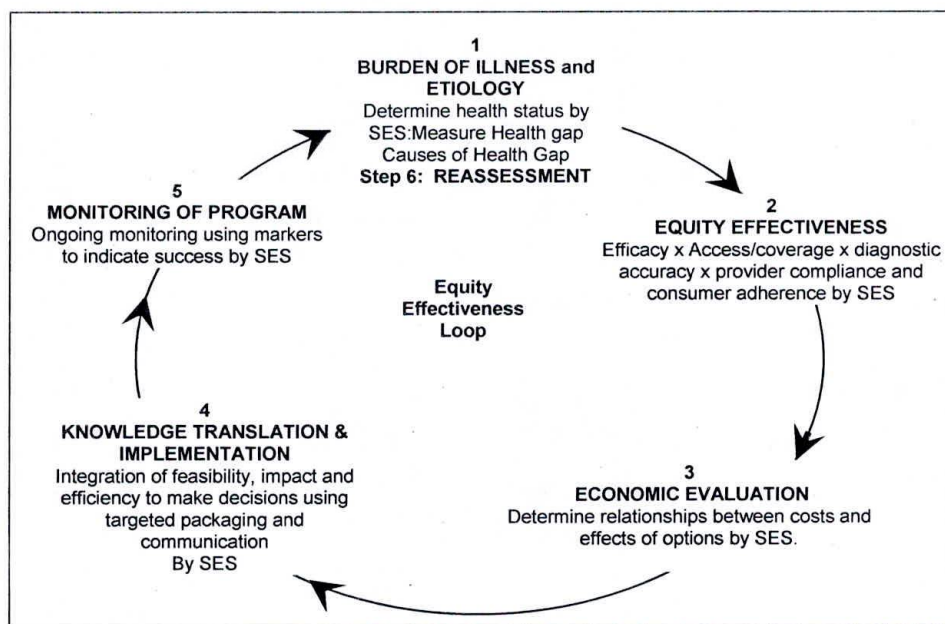 1
BURDEN OF ILLNESS and
ETIOLOGY
Determine health status by
SES:Measure Health gap
Causes of Health Gap
Step 6: REASSESSMENT
2
EQUITY EFFECTIVENESS
Efficacy x Access/coverage x diagnostic
accuracy x provider compliance and
consumer adherence by SES
3
ECONOMIC EVALUATION
Determine relationships between costs and
effects of options by SES.
4
KNOWLEDGE TRANSLATION &
IMPLEMENTATION
Integration of feasibility, impact and
efficiency to make decisions using
targeted packaging and
communication
By SES
5
MONITORING OF PROGRAM
Ongoing monitoring using markers
to indicate success by SES
Equity
Effectiveness
Loop